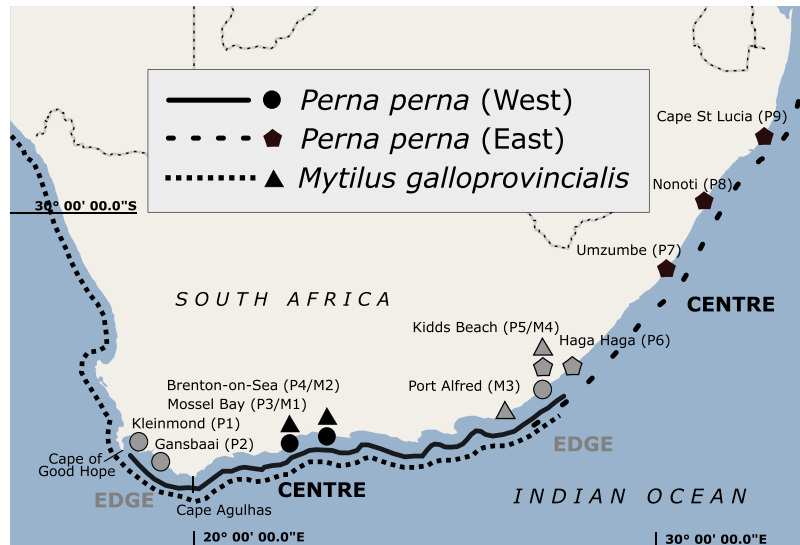 Perna perna (West)
Perna perna (East)
Mytilus galloprovincialis
Cape St Lucia (P9)
Nonoti (P8)
30° 00' 00.0"S
Umzumbe (P7)
SOUTH AFRICA
CENTRE
Kidds Beach (P5/M4)
Haga Haga (P6)
Brenton-on-Sea (P4/M2)
Port Alfred (M3)
Mossel Bay (P3/M1)
Kleinmond (P1)
Gansbaai (P2)
EDGE
Cape of
Good Hope
CENTRE
EDGE
INDIAN OCEAN
Cape Agulhas
20° 00' 00.0"E
30° 00' 00.0"E